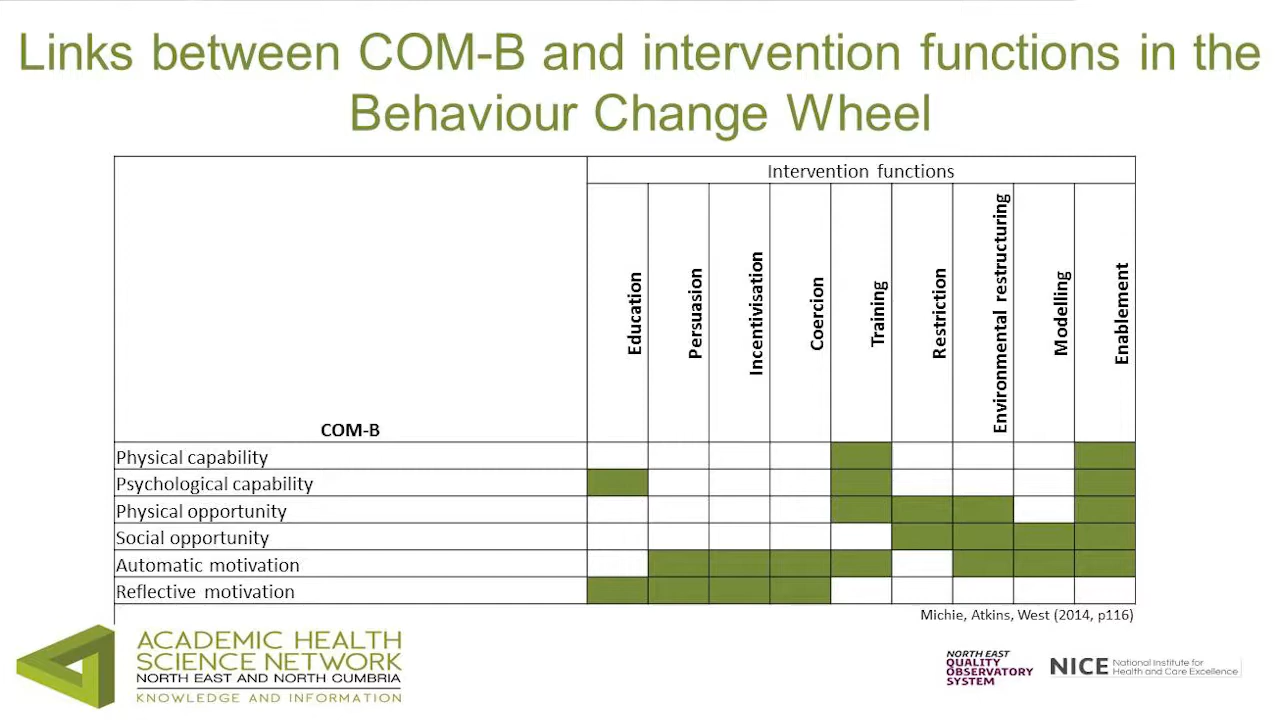 Links between COM-B and intervention functions in the
Behaviour Change Wheel
Intervention functions
COM-B
Education
Persuasion
Incentivisation
Coercion
Training
Restriction
Environmental restructuring
Modelling
Enablement
Physical capability
Psychological capability
Physical opportunity
Social opportunity
Automatic motivation
Reflective motivation
Michie, Atkins, West (2014, p116)
ACADEMIC HEALTH
SCIENCE NETWORK
NORTH EAST AND NORTH CUMBRIA
KNOWLEDGE AND INFORMATION
NORTH EAST
QUALITY
OBSERVATORY
SYSTEM
NICE National Institute for
Health and Care Excellence